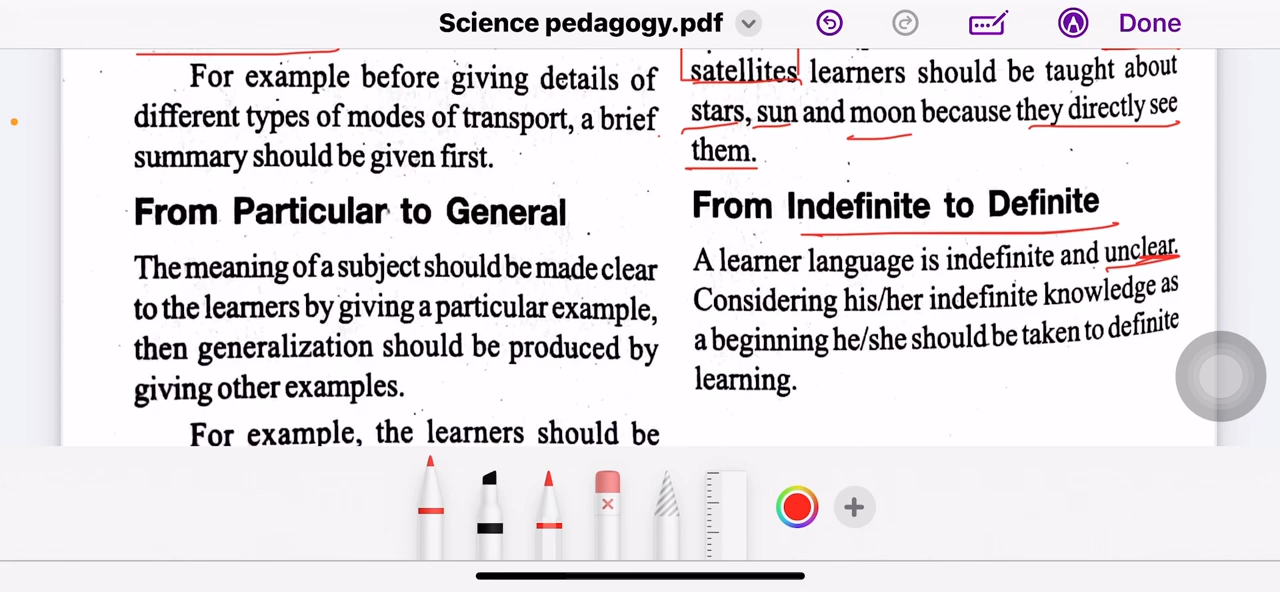 Science pedagogy.pdf
Done
For example before giving details of
different types of modes of transport, a brief
summary should be given first.
From Particular to General
The meaning of a subject should be made clear
to the learners by giving a particular example,
then generalization should be produced by
giving other examples.
For example, the learners should be
satellites learners should be taught about
stars, sun and moon because they directly see
them.
From Indefinite to Definite
A learner language is indefinite and unclear.
Considering his/her indefinite knowledge as
a beginning he/she should be taken to definite
learning.